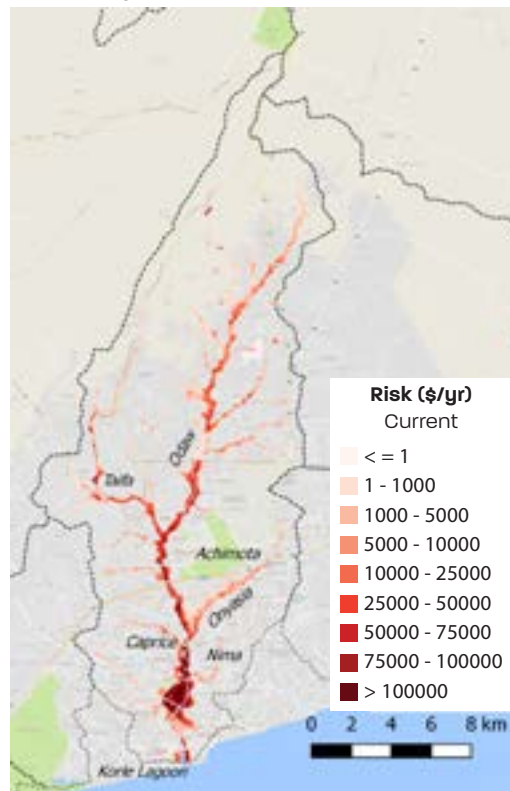 Risk ($/yr)
Current
< = 1
1 - 1000
1000 - 5000
5000 - 10000
10000 - 25000
25000 - 50000
50000 - 75000
75000 - 100000
> 100000
Odaw
Taifa
Achimota
Onyasia
Caprice
Nima
0 2 4 6 8 km
Korle Lagoon